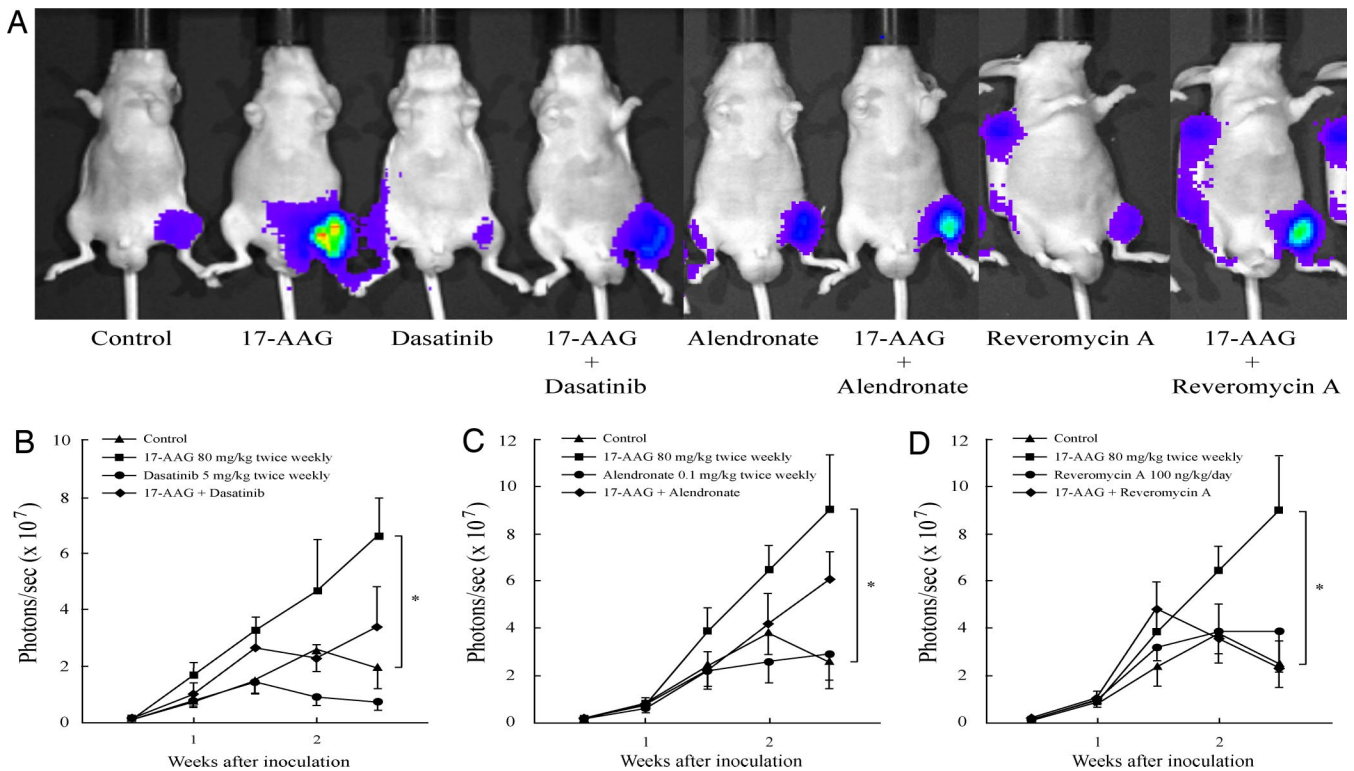 A
Control
17-AAG
Dasatinib
17-AAG
+
Dasatinib
Alendronate
17-AAG
+
Alendronate
Reveromycin A
17-AAG
+
Reveromycin A
B
Control
17-AAG 80 mg/kg twice weekly
Dasatinib 5 mg/kg twice weekly
17-AAG + Dasatinib
Photons/sec (x 10^7)
10
8
6
4
2
0
*
1 2
Weeks after inoculation
C
Control
17-AAG 80 mg/kg twice weekly
Alendronate 0.1 mg/kg twice weekly
17-AAG + Alendronate
Photons/sec (x 10^7)
12
10
8
6
4
2
0
*
1 2
Weeks after inoculation
D
Control
17-AAG 80 mg/kg twice weekly
Reveromycin A 100 ng/kg/day
17-AAG + Reveromycin A
Photons/sec (x 10^7)
12
10
8
6
4
2
0
*
1 2
Weeks after inoculation